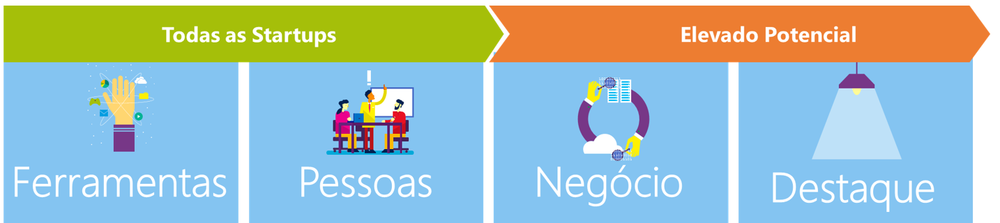 Todas as Startups
Elevado Potencial
Ferramentas
Pessoas
Negócio
Destaque